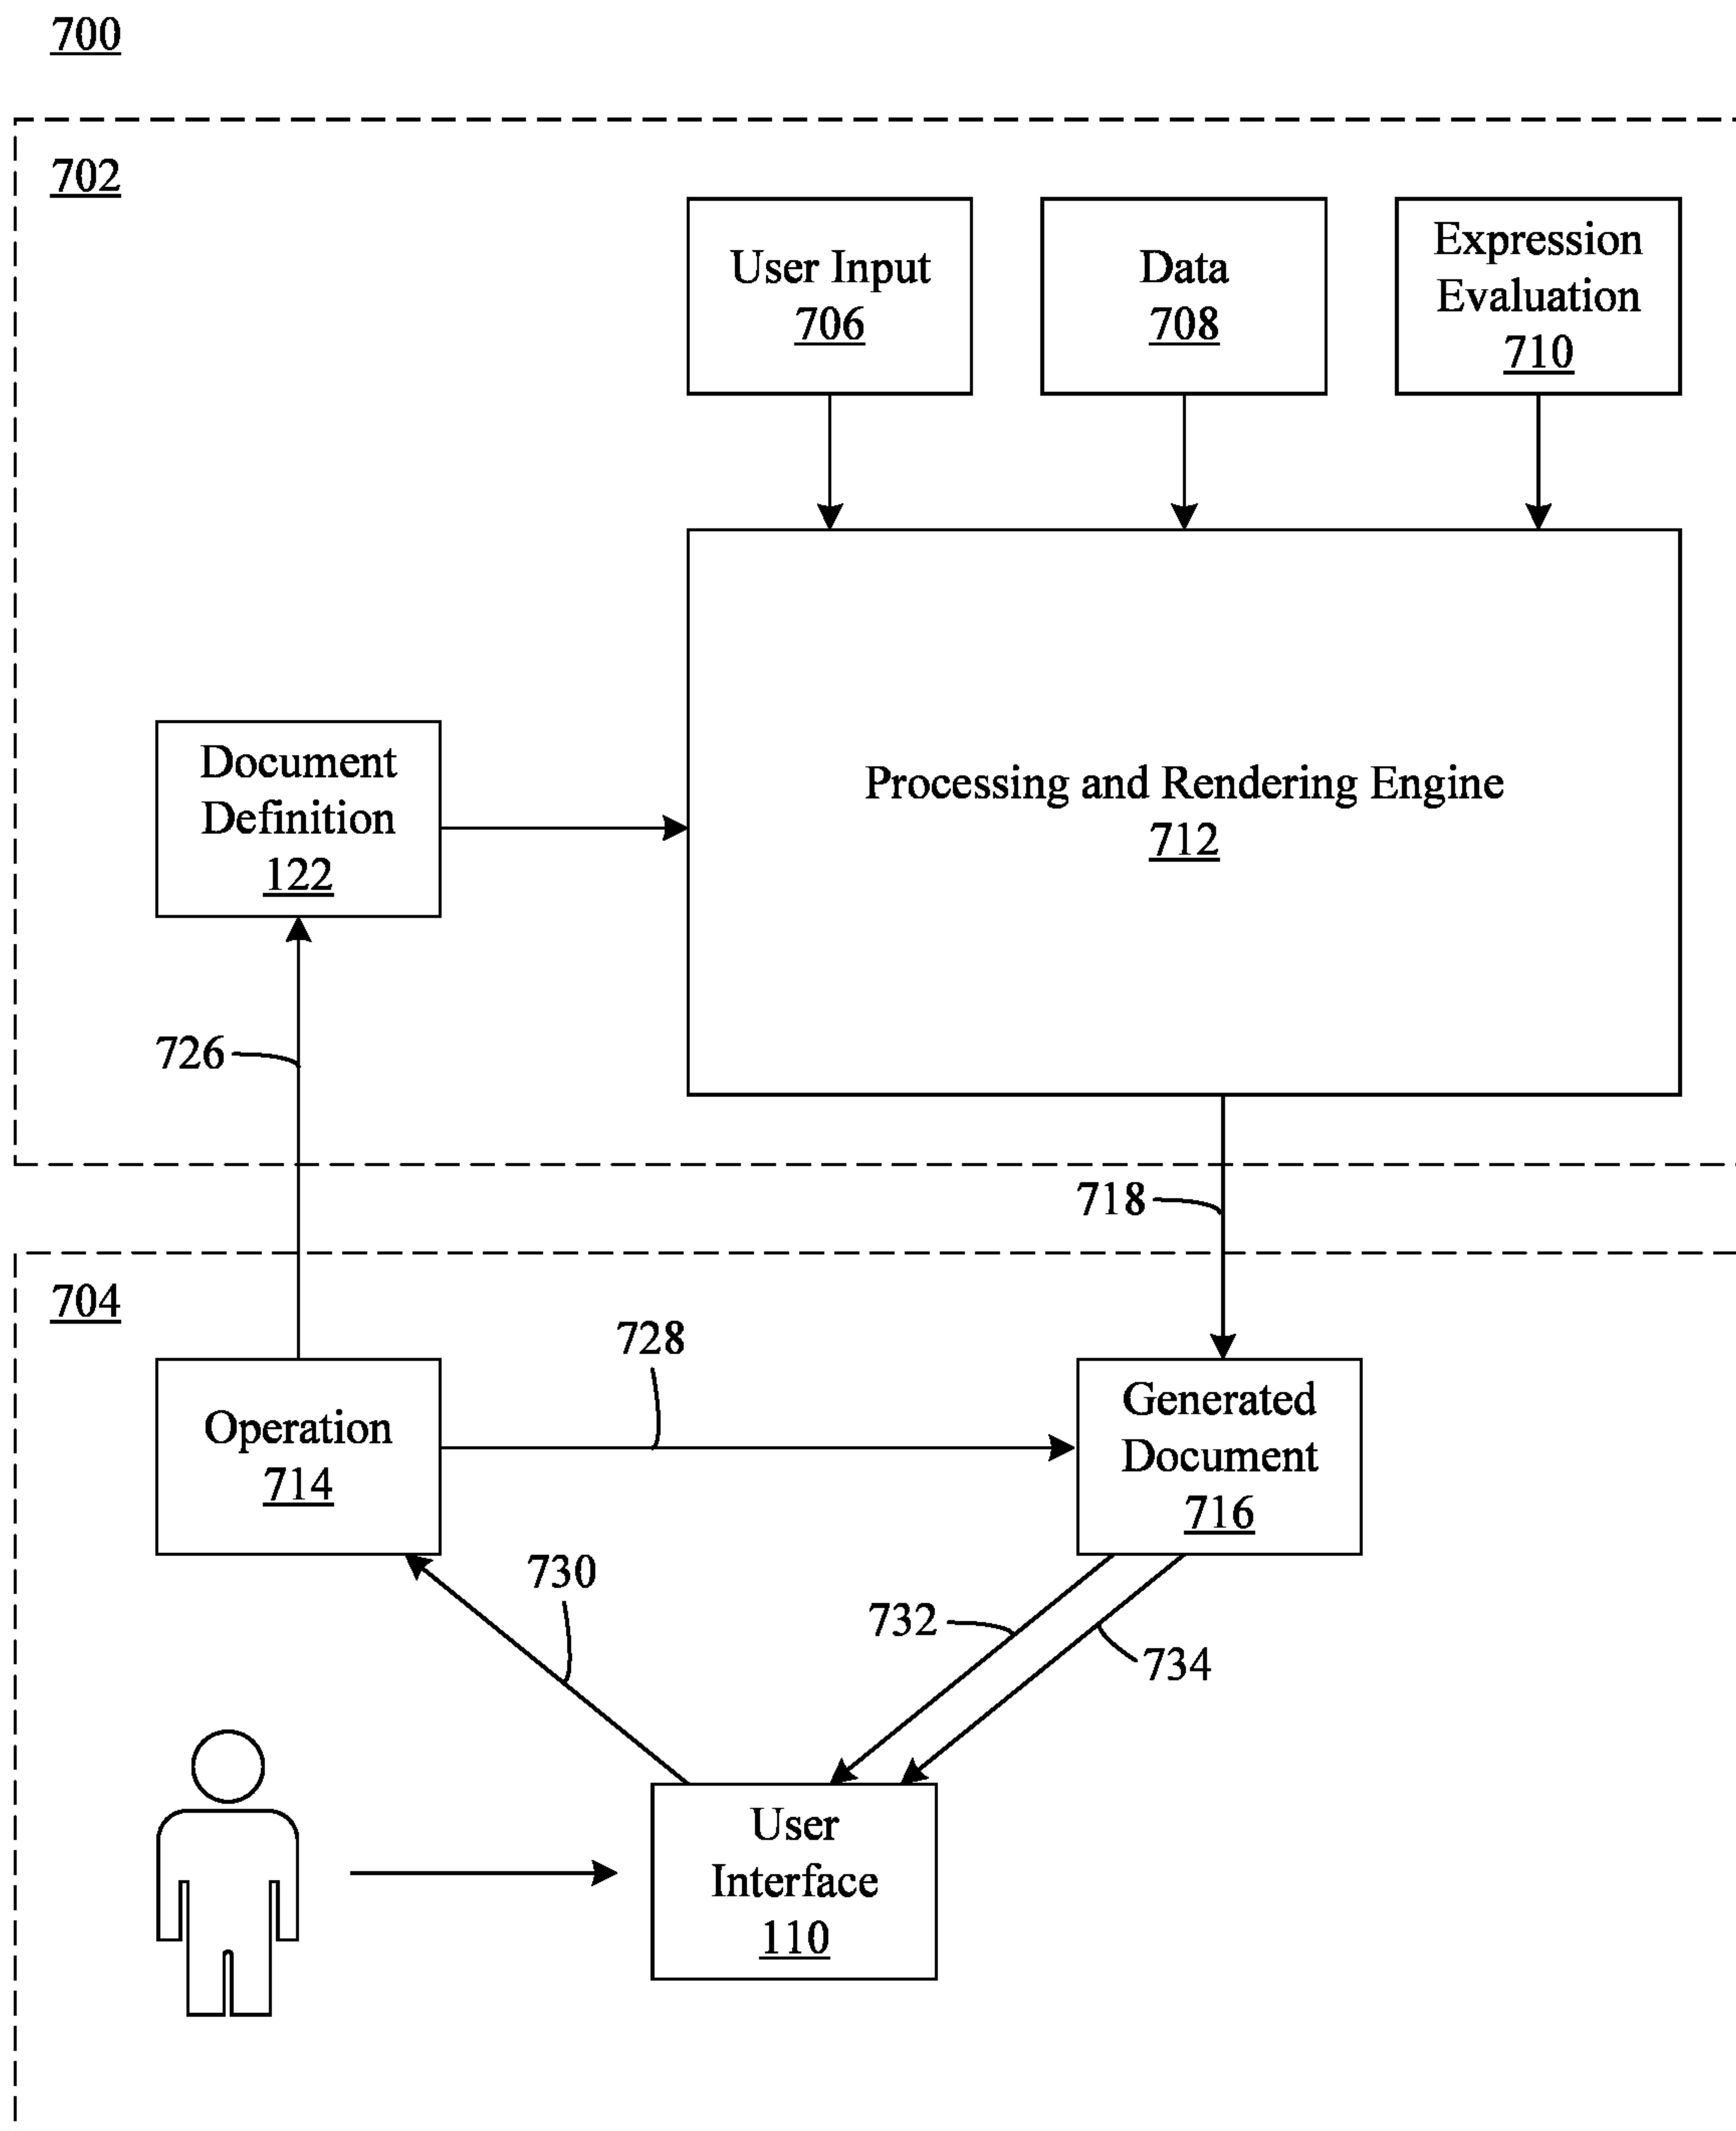 700
702
User Input
706
Data
708
Expression
Evaluation
710
Document
Definition
122
Processing and Rendering Engine
712
726
718
704
728
Operation
714
Generated
Document
716
730
732
734
User
Interface
110